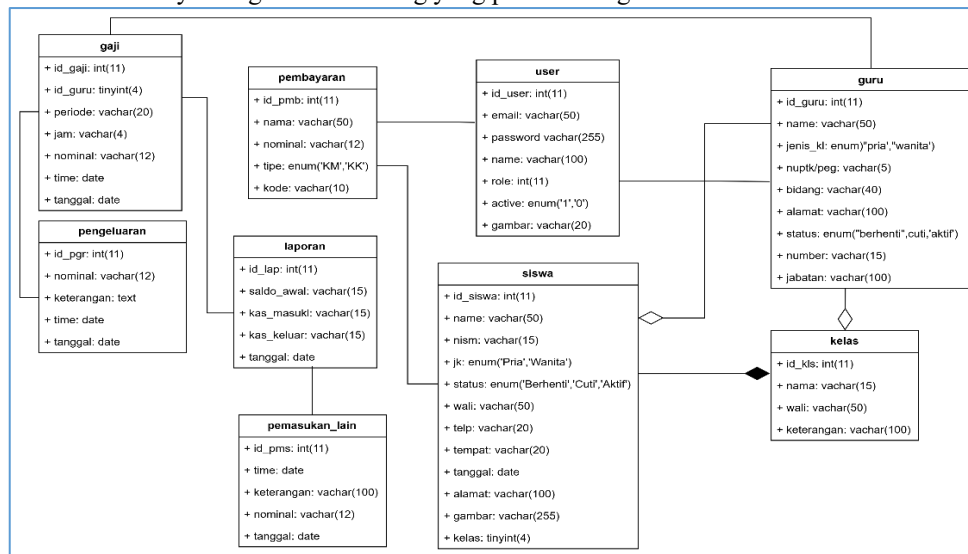 gaji
+ id_gaji: int(11)
+ id_guru: tinyint(4)
+ periode: vachar(20)
+ jam: vachar(4)
+ nominal: vachar(12)
+ time: date
+ tanggal: date
pengeluaran
+ id_pgr: int(11)
+ nominal: vachar(12)
+ keterangan: text
+ time: date
+ tanggal: date
pembayaran
+ id_pmb: int(11)
+ nama: vachar(50)
+ nominal: vachar(12)
+ tipe: enum('KM','KK')
+ kode: vachar(10)
laporan
+ id_lap: int(11)
+ saldo_awal: vachar(15)
+ kas_masukl: vachar(15)
+ kas_keluar: vachar(15)
+ tanggal: date
pemasukan_lain
+ id_pms: int(11)
+ time: date
+ keterangan: vachar(100)
+ nominal: vachar(12)
+ tanggal: date
user
+ id_user: int(11)
+ email: vachar(50)
+ password vachar(255)
+ name: vachar(100)
+ role: int(11)
+ active: enum('1','0')
+ gambar: vachar(20)
siswa
+ id_siswa: int(11)
+ name: vachar(50)
+ nism: vachar(15)
+ jk: enum('Pria','Wanita')
+ status: enum('Berhenti','Cuti','Aktif')
+ wali: vachar(50)
+ telp: vachar(20)
+ tempat: vachar(20)
+ tanggal: date
+ alamat: vachar(100)
+ gambar: vachar(255)
+ kelas: tinyint(4)
guru
+ id_guru: int(11)
+ name: vachar(50)
+ jenis_kl: enum)"pria',"wanita')
+ nuptk/peg: vachar(5)
+ bidang: vachar(40)
+ alamat: vachar(100)
+ status: enum("berhenti",cuti,'aktif')
+ number: vachar(15)
+ jabatan: vachar(100)
kelas
+ id_kls: int(11)
+ nama: vachar(15)
+ wali: vachar(50)
+ keterangan: vachar(100)